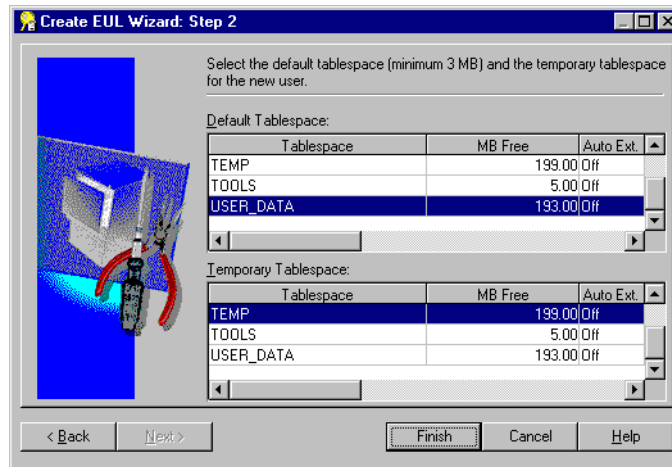 Create EUL Wizard: Step 2
Select the default tablespace (minimum 3 MB) and the temporary tablespace
for the new user.
Default Tablespace:
Tablespace MB Free Auto Ext.
TEMP 199.00 Off
TOOLS 5.00 Off
USER_DATA 193.00 Off
Temporary Tablespace:
Tablespace MB Free Auto Ext.
TEMP 199.00 Off
TOOLS 5.00 Off
USER_DATA 193.00 Off
< Back Next > Finish Cancel Help